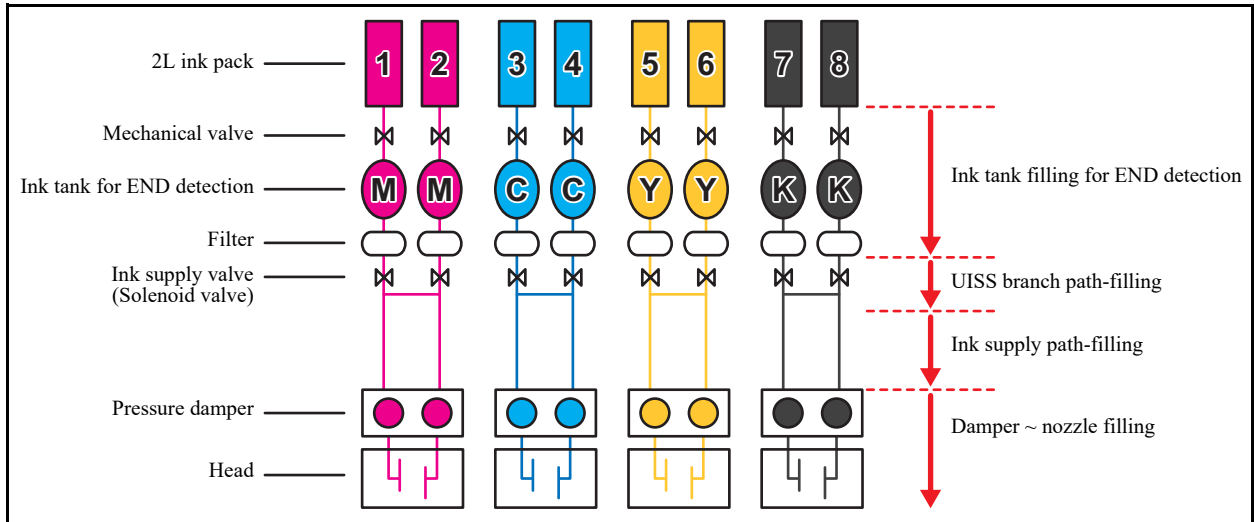 1 2 3 4 5 6 7 8
2L ink pack
Mechanical valve
Ink tank for END detection
M M C C Y Y K K
Ink tank filling for END detection
Filter
Ink supply valve
(Solenoid valve)
UISS branch path-filling
Ink supply path-filling
Pressure damper
Damper ~ nozzle filling
Head